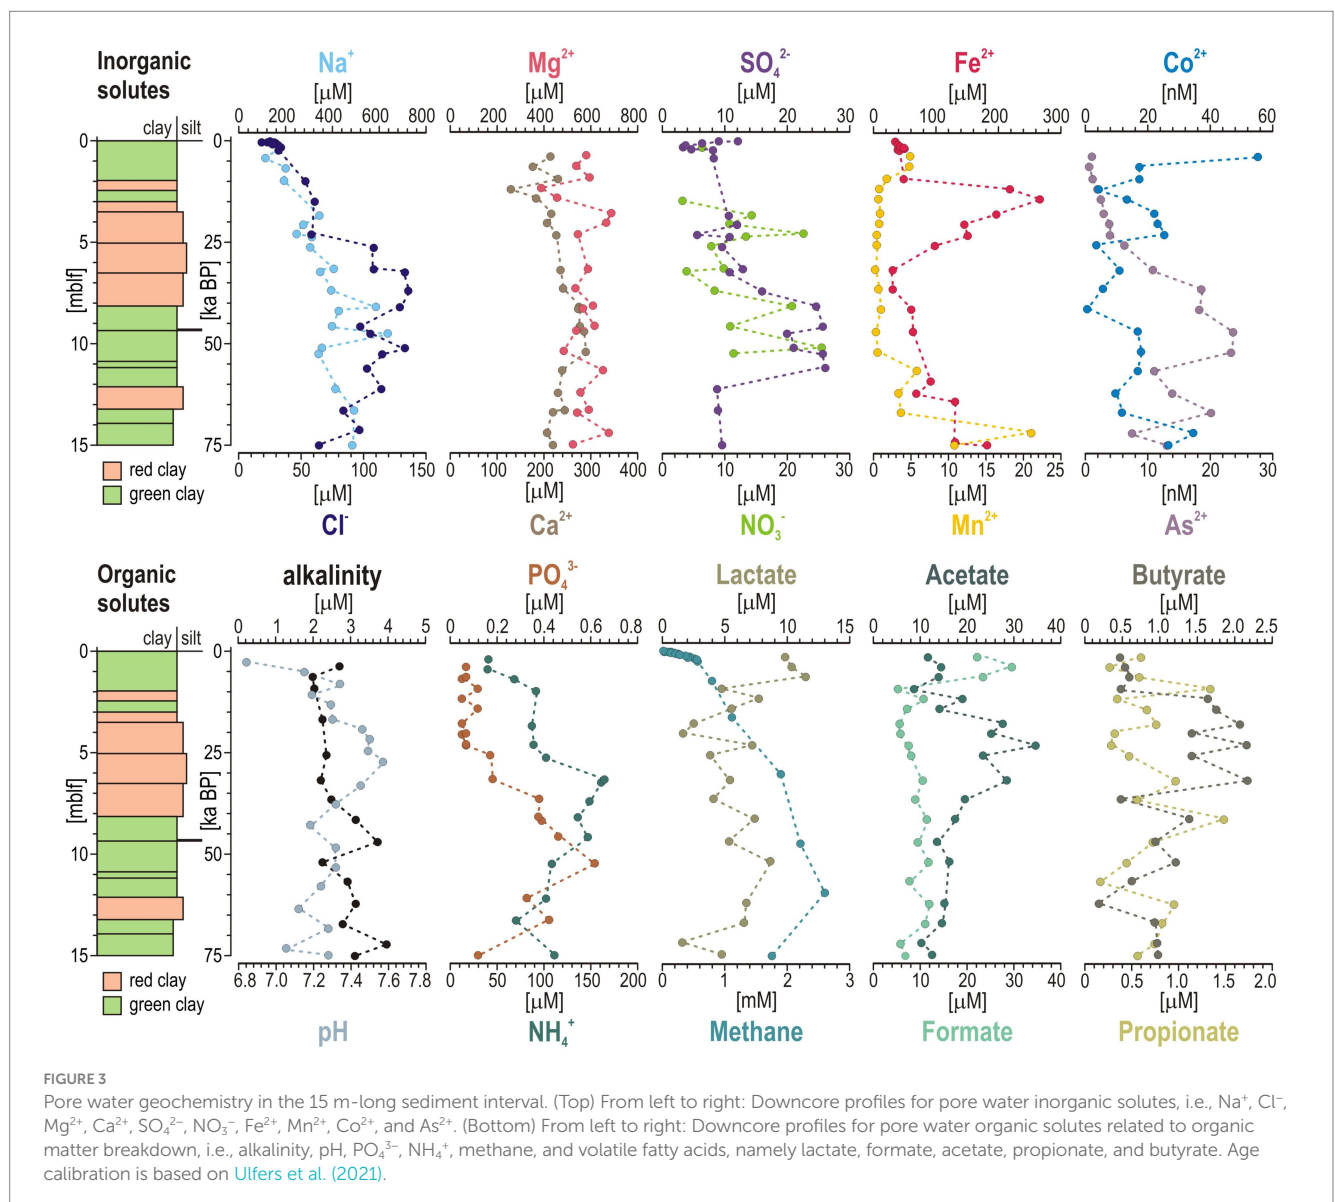 Inorganic
solutes
Na⁺
[µM]
Mg²⁺
[µM]
SO₄²⁻
[µM]
Fe²⁺
[µM]
Co²⁺
[nM]
0 200 400 600 800
0 200 400 600 800
0 10 20 30
0 100 200 300
0 20 40 60
clay silt
0
5
10
15
[mblf]
0
25
50
75
[ka BP]
red clay
green clay
0 50 100 150
0 100 200 300 400
0 10 20 30
0 5 10 15 20 25
0 10 20 30
[µM]
Cl⁻
[µM]
Ca²⁺
[µM]
NO₃⁻
[µM]
Mn²⁺
[nM]
As²⁺
Organic
solutes
alkalinity
[µM]
PO₄³⁻
[µM]
Lactate
[µM]
Acetate
[µM]
Butyrate
[µM]
0 1 2 3 4 5
0 0.2 0.4 0.6 0.8
0 5 10 15
0 10 20 30 40
0.0 0.5 1.0 1.5 2.0 2.5
clay silt
0
5
10
15
[mblf]
0
25
50
75
[ka BP]
red clay
green clay
6.8 7.0 7.2 7.4 7.6 7.8
0 50 100 150 200
0 1 2 3
0 10 20 30 40
0.0 0.5 1.0 1.5 2.0
pH
[µM]
NH₄⁺
[mM]
Methane
[µM]
Formate
[µM]
Propionate
FIGURE 3
Pore water geochemistry in the 15 m-long sediment interval. (Top) From left to right: Downcore profiles for pore water inorganic solutes, i.e., Na⁺, Cl⁻,
Mg²⁺, Ca²⁺, SO₄²⁻, NO₃⁻, Fe²⁺, Mn²⁺, Co²⁺, and As²⁺. (Bottom) From left to right: Downcore profiles for pore water organic solutes related to organic
matter breakdown, i.e., alkalinity, pH, PO₄³⁻, NH₄⁺, methane, and volatile fatty acids, namely lactate, formate, acetate, propionate, and butyrate. Age
calibration is based on Ulfers et al. (2021).